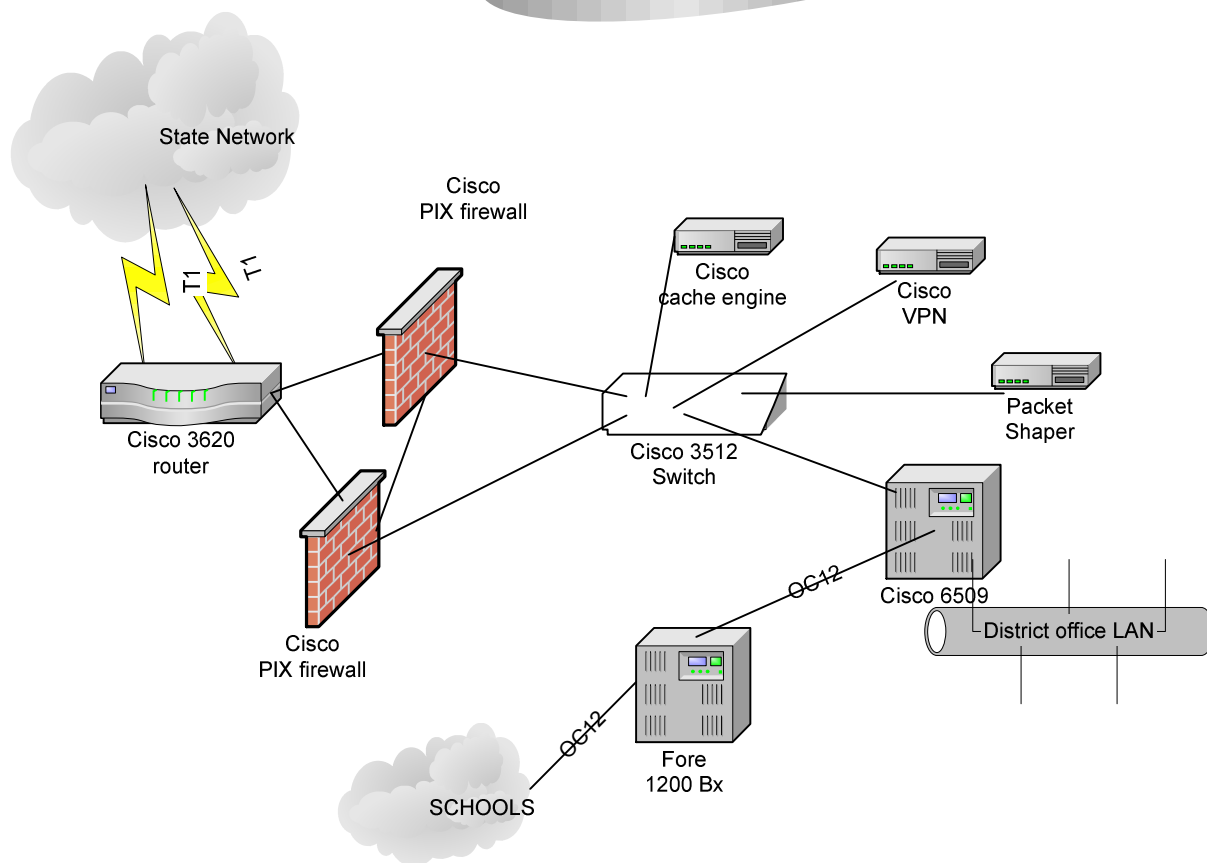 State Network
T1
T1
Cisco
PIX firewall
Cisco
cache engine
Cisco
VPN
Packet
Shaper
Cisco 3620
router
Cisco 3512
Switch
Cisco
PIX firewall
OC12
Cisco 6509
District office LAN
OC12
Fore
1200 Bx
SCHOOLS